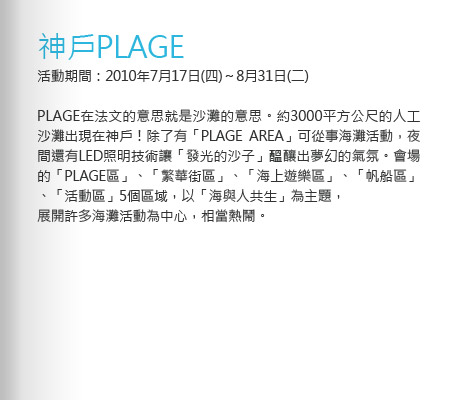 神戶PLAGE
活動期間：2010年7月17日(四)～8月31日(二)
PLAGE在法文的意思就是沙灘的意思。約3000平方公尺的人工
沙灘出現在神戶！除了有「PLAGE AREA」可從事海灘活動，夜
間還有LED照明技術讓「發光的沙子」醞釀出夢幻的氣氛。會場
的「PLAGE區」、「繁華街區」、「海上遊樂區」、「帆船區」
、「活動區」5個區域，以「海與人共生」為主題，
展開許多海灘活動為中心，相當熱鬧。